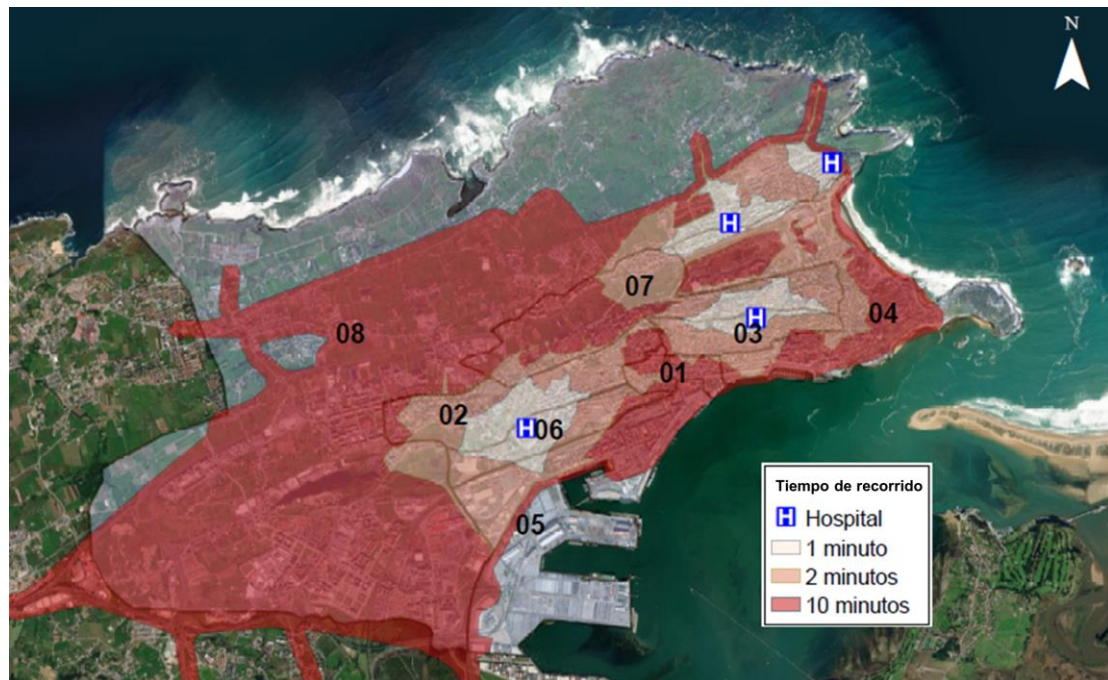 N
H
H
07
08
H
03
04
01
02
H
06
05
Tiempo de recorrido
H Hospital
1 minuto
2 minutos
10 minutos